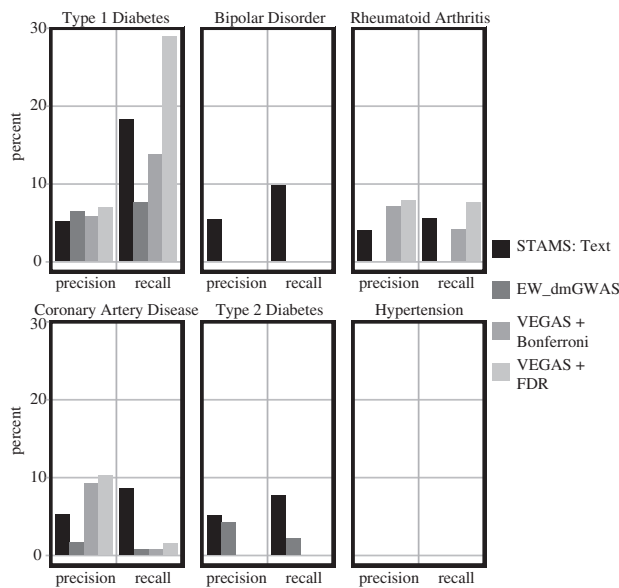 Type 1 Diabetes
Bipolar Disorder
Rheumatoid Arthritis
30
20
10
0
percent
precision
recall
precision
recall
precision
recall
STAMS: Text
EW_dmGWAS
VEGAS +
Bonferroni
VEGAS +
FDR
Coronary Artery Disease
Type 2 Diabetes
Hypertension
30
20
10
0
percent
precision
recall
precision
recall
precision
recall